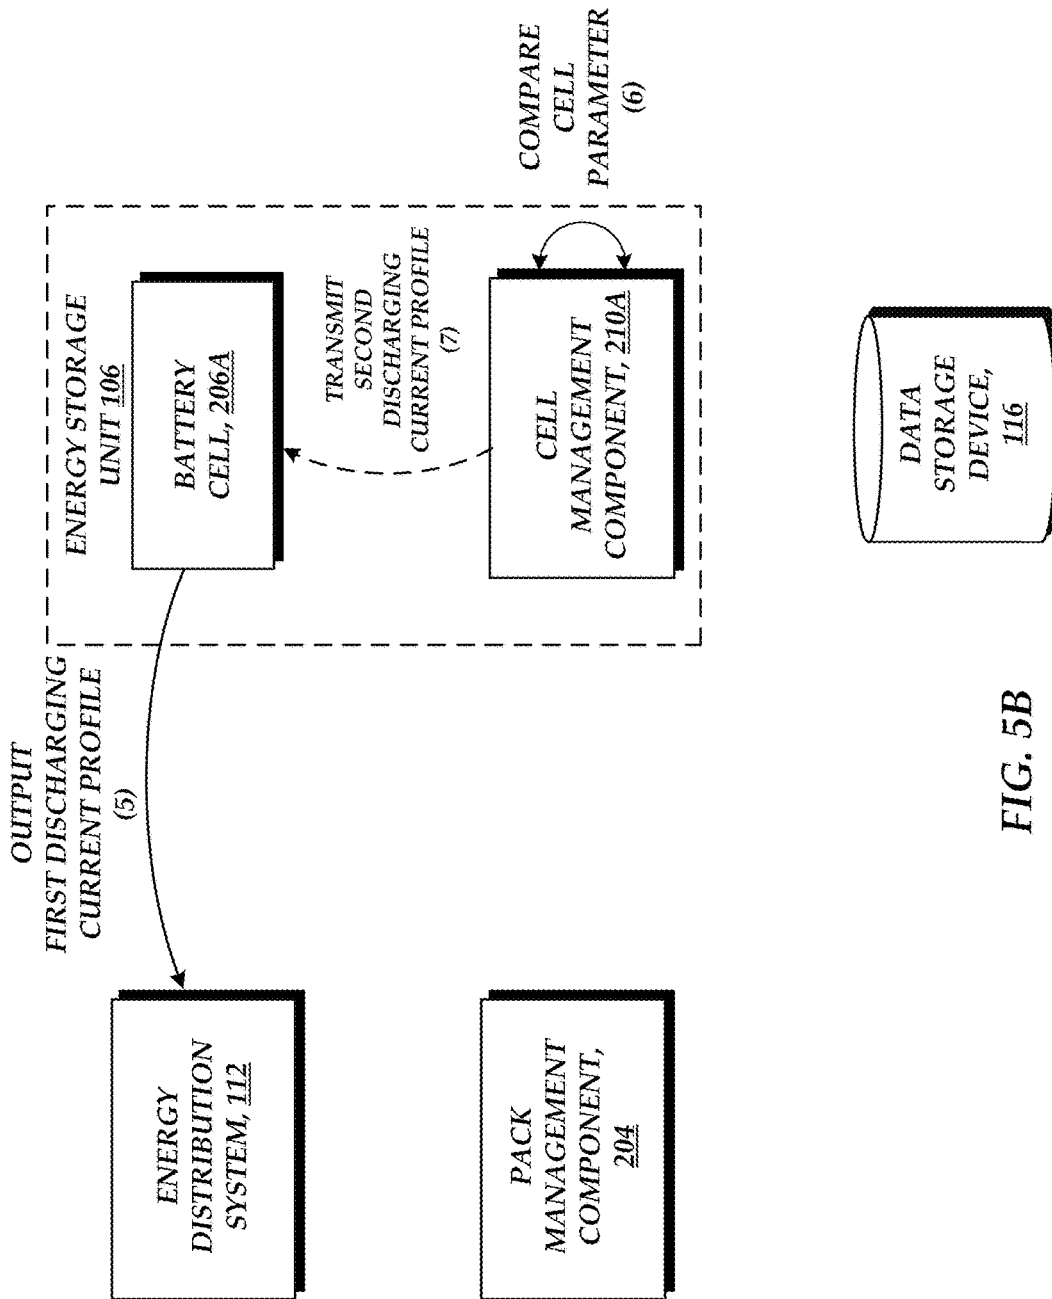 OUTPUT
FIRST DISCHARGING
CURRENT PROFILE
(5)
ENERGY STORAGE
UNIT 106
ENERGY
DISTRIBUTION
SYSTEM, 112
BATTERY
CELL, 206A
TRANSMIT
SECOND
DISCHARGING
CURRENT PROFILE
(7)
COMPARE
CELL
PARAMETER
(6)
PACK
MANAGEMENT
COMPONENT,
204
CELL
MANAGEMENT
COMPONENT, 210A
DATA
STORAGE
DEVICE,
116
FIG. 5B